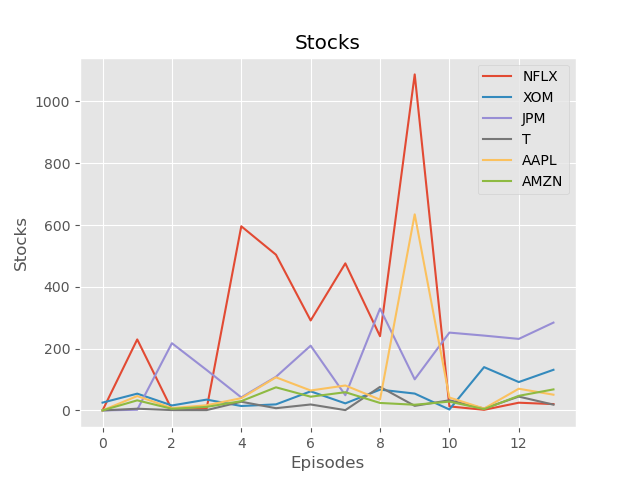 Stocks
NFLX
XOM
JPM
T
AAPL
AMZN
1000
800
600
400
200
0
Stocks
0 2 4 6 8 10 12
Episodes